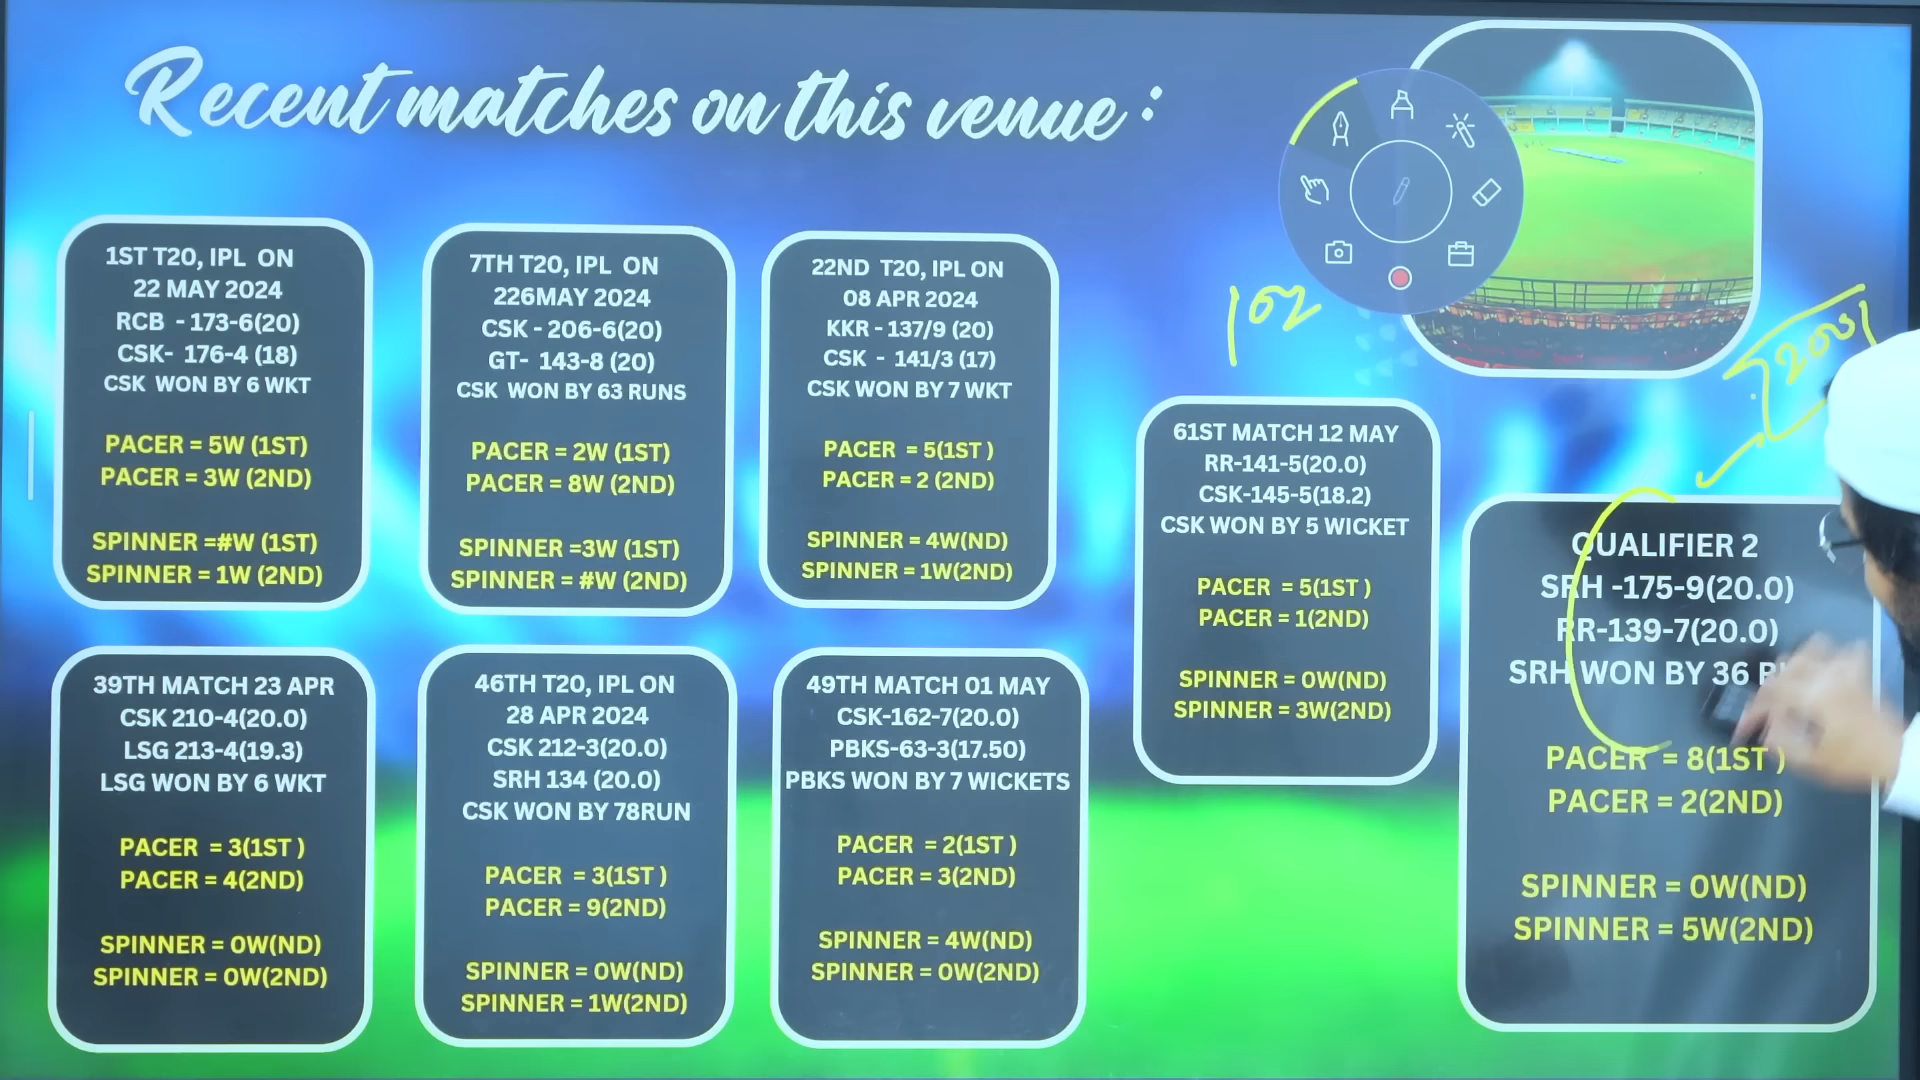 Recent matches on this venue :
1ST T20, IPL ON
22 MAY 2024
RCB - 173-6(20)
CSK- 176-4 (18)
CSK WON BY 6 WKT
PACER = 5W (1ST)
PACER = 3W (2ND)
SPINNER =#W (1ST)
SPINNER = 1W (2ND)
7TH T20, IPL ON
226MAY 2024
CSK - 206-6(20)
GT- 143-8 (20)
CSK WON BY 63 RUNS
PACER = 2W (1ST)
PACER = 8W (2ND)
SPINNER =3W (1ST)
SPINNER = #W (2ND)
22ND T20, IPL ON
08 APR 2024
KKR - 137/9 (20)
CSK - 141/3 (17)
CSK WON BY 7 WKT
PACER = 5(1ST )
PACER = 2 (2ND)
SPINNER = 4W(ND)
SPINNER = 1W(2ND)
102
200
61ST MATCH 12 MAY
RR-141-5(20.0)
CSK-145-5(18.2)
CSK WON BY 5 WICKET
PACER = 5(1ST )
PACER = 1(2ND)
SPINNER = 0W(ND)
SPINNER = 3W(2ND)
QUALIFIER 2
SRH -175-9(20.0)
RR-139-7(20.0)
SRH WON BY 36
PACER = 8(1ST )
PACER = 2(2ND)
SPINNER = 0W(ND)
SPINNER = 5W(2ND)
39TH MATCH 23 APR
CSK 210-4(20.0)
LSG 213-4(19.3)
LSG WON BY 6 WKT
PACER = 3(1ST )
PACER = 4(2ND)
SPINNER = 0W(ND)
SPINNER = 0W(2ND)
46TH T20, IPL ON
28 APR 2024
CSK 212-3(20.0)
SRH 134 (20.0)
CSK WON BY 78RUN
PACER = 3(1ST )
PACER = 9(2ND)
SPINNER = 0W(ND)
SPINNER = 1W(2ND)
49TH MATCH 01 MAY
CSK-162-7(20.0)
PBKS-63-3(17.50)
PBKS WON BY 7 WICKETS
PACER = 2(1ST )
PACER = 3(2ND)
SPINNER = 4W(ND)
SPINNER = 0W(2ND)